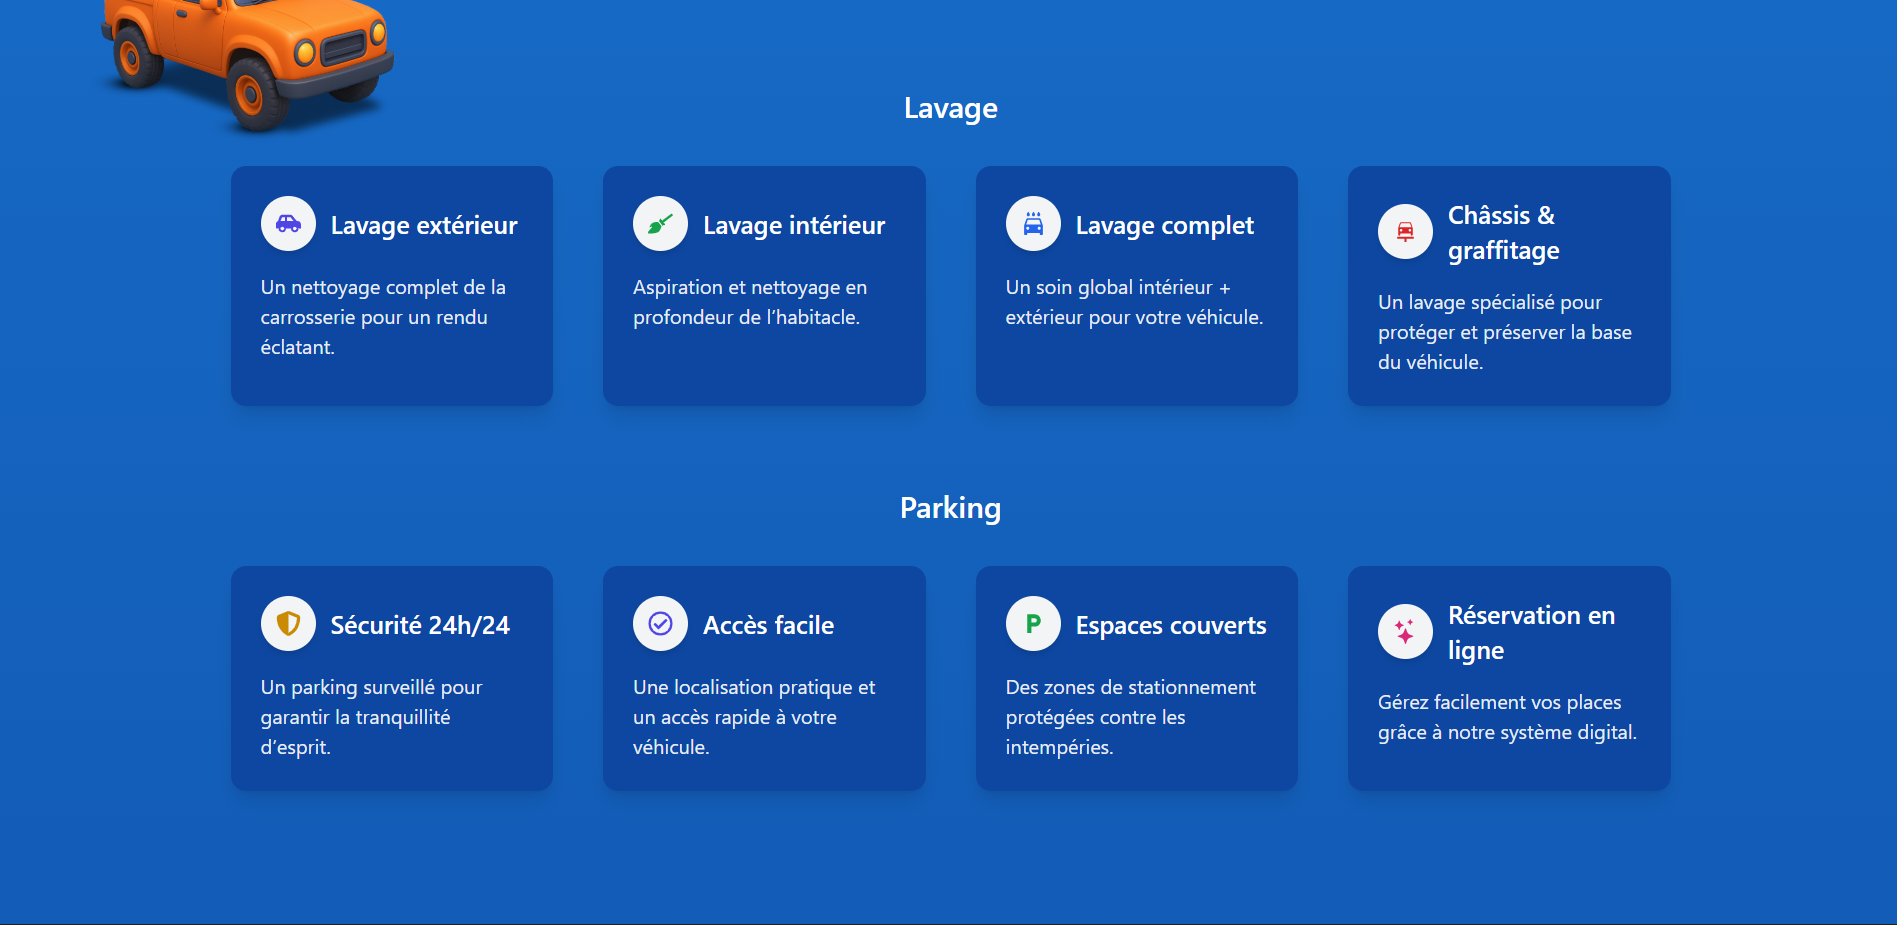 Lavage
Lavage extérieur
Un nettoyage complet de la
carrosserie pour un rendu
éclatant.
Lavage intérieur
Aspiration et nettoyage en
profondeur de l’habitacle.
Lavage complet
Un soin global intérieur +
extérieur pour votre véhicule.
Châssis &
graffitage
Un lavage spécialisé pour
protéger et préserver la base
du véhicule.
Parking
Sécurité 24h/24
Un parking surveillé pour
garantir la tranquillité
d’esprit.
Accès facile
Une localisation pratique et
un accès rapide à votre
véhicule.
P
Espaces couverts
Des zones de stationnement
protégées contre les
intempéries.
Réservation en
ligne
Gérez facilement vos places
grâce à notre système digital.